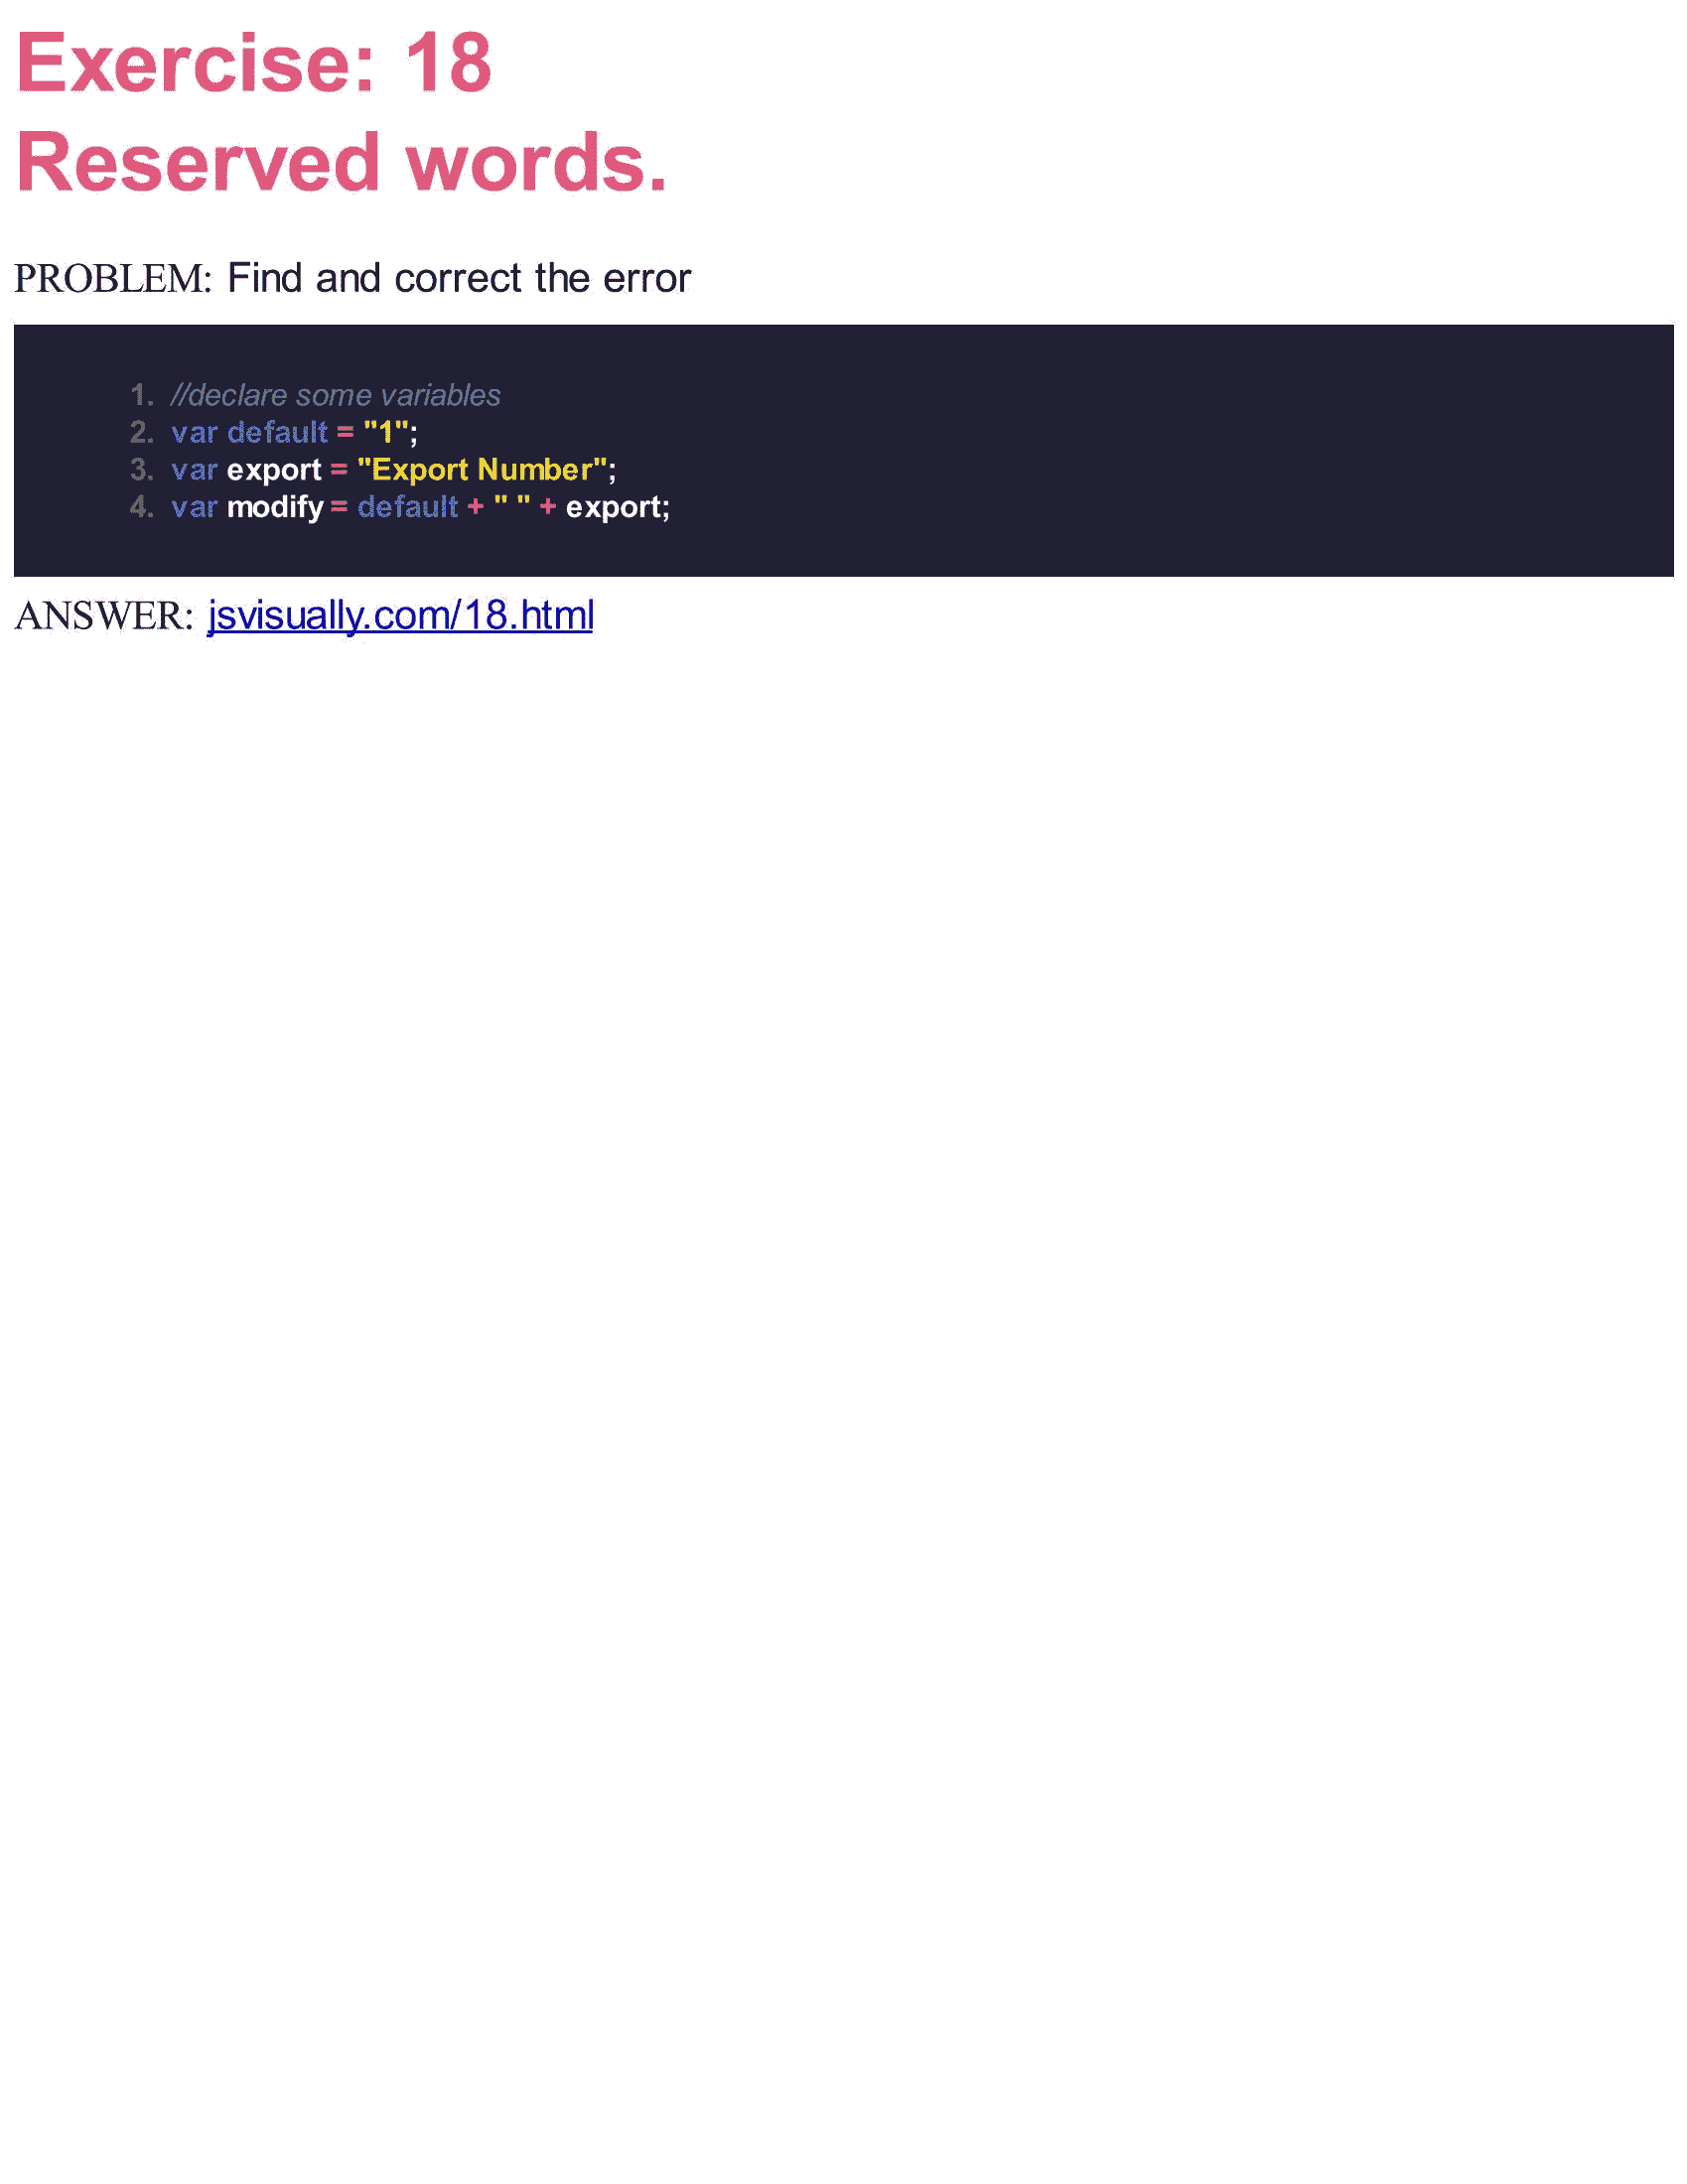 Exercise: 18
Reserved words.
PROBLEM: Find and correct the error
1. //declare some variables
2. var default = "1";
3. var export = "Export Number";
4. var modify = default + " " + export;
ANSWER: jsvisually.com/18.html